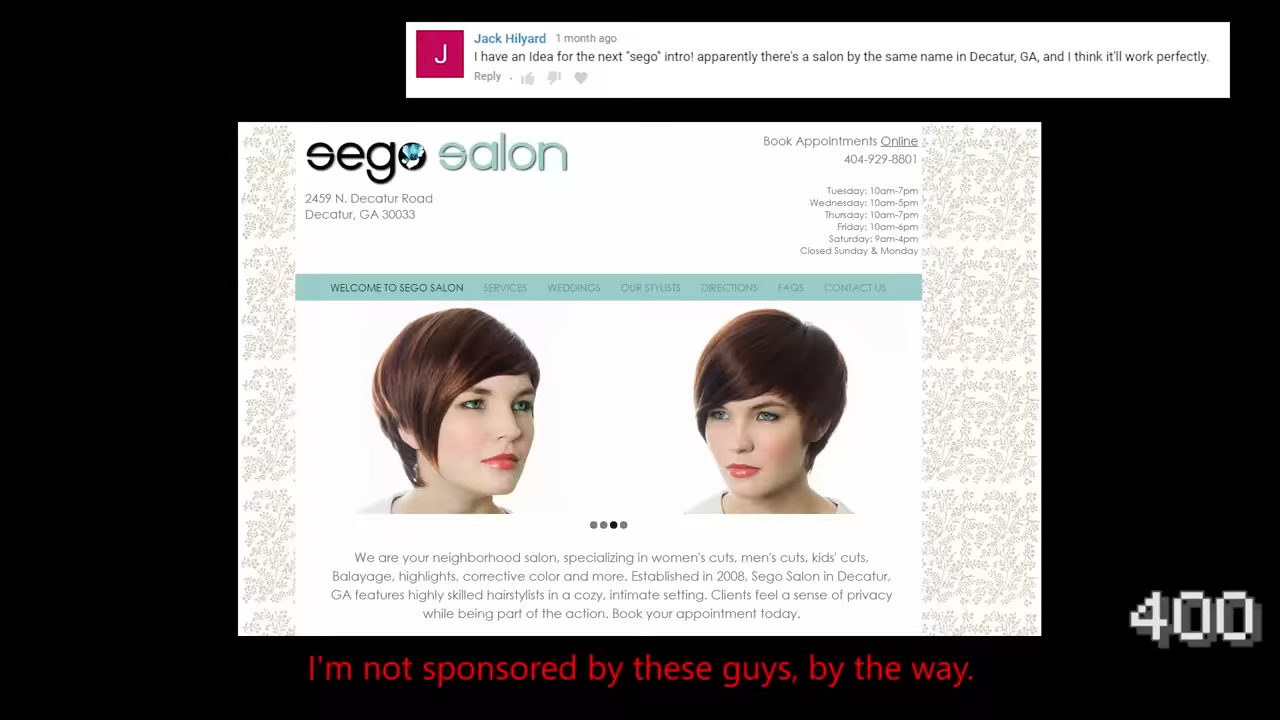 J
Jack Hilyard 1 month ago
I have an Idea for the next "sego" intro! apparently there's a salon by the same name in Decatur, GA, and I think it'll work perfectly.
Reply .
sego salon
2459 N. Decatur Road
Decatur, GA 30033
Book Appointments Online
404-929-8801
Tuesday: 10am-7pm
Wednesday: 10am-5pm
Thursday: 10am-7pm
Friday: 10am-6pm
Saturday: 9am-4pm
Closed Sunday & Monday
WELCOME TO SEGO SALON SERVICES WEDDINGS OUR STYLISTS DIRECTIONS FAQS CONTACT US
We are your neighborhood salon, specializing in women's cuts, men's cuts, kids' cuts,
Balayage, highlights, corrective color and more. Established in 2008, Sego Salon in Decatur,
GA features highly skilled hairstylists in a cozy, intimate setting. Clients feel a sense of privacy
while being part of the action. Book your appointment today.
400
I'm not sponsored by these guys, by the way.